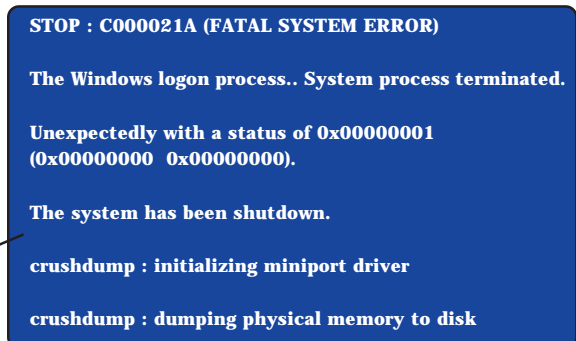 STOP : C000021A (FATAL SYSTEM ERROR)
The Windows logon process.. System process terminated.
Unexpectedly with a status of 0x00000001
(0x00000000 0x00000000).
The system has been shutdown.
crushdump : initializing miniport driver
crushdump : dumping physical memory to disk